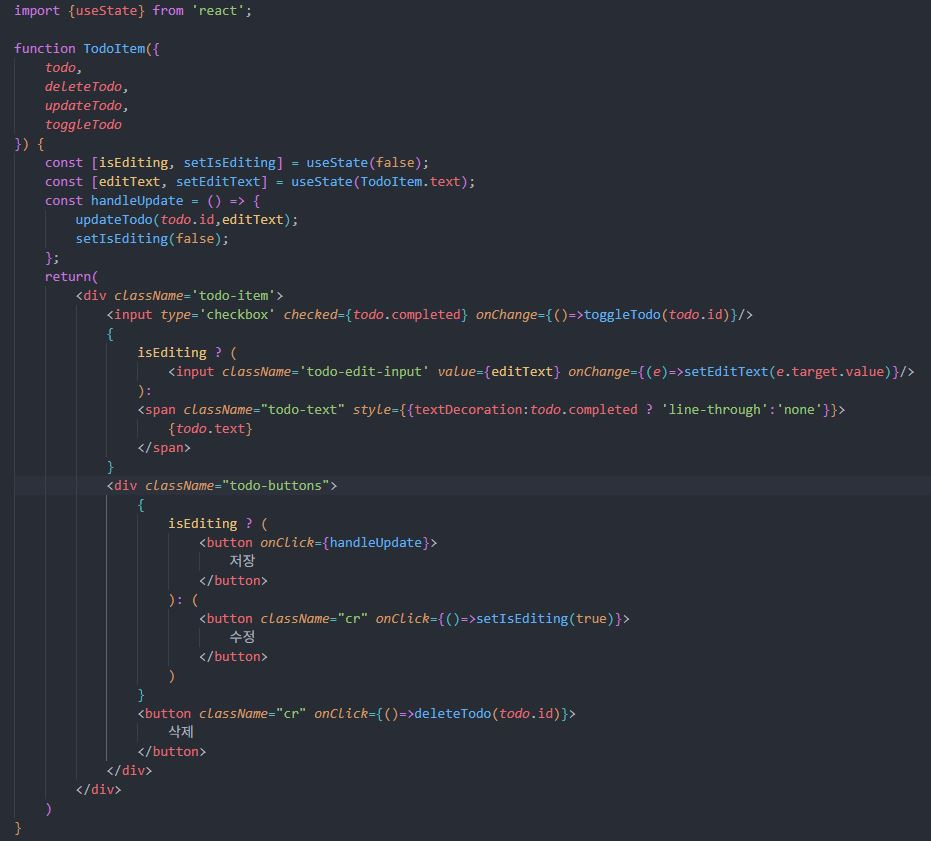 import {useState} from 'react';

function TodoItem({
    todo,
    deleteTodo,
    updateTodo,
    toggleTodo
}) {
    const [isEditing, setIsEditing] = useState(false);
    const [editText, setEditText] = useState(TodoItem.text);
    const handleUpdate = () => {
        updateTodo(todo.id,editText);
        setIsEditing(false);
    };
    return(
        <div className='todo-item'>
            <input type='checkbox' checked={todo.completed} onChange={()=>toggleTodo(todo.id)}/>
            {
                isEditing ? (
                    <input className='todo-edit-input' value={editText} onChange={(e)=>setEditText(e.target.value)}/>
                ):
                <span className="todo-text" style={{textDecoration:todo.completed ? 'line-through':'none'}}>
                    {todo.text}
                </span>
            }
            <div className="todo-buttons">
                {
                    isEditing ? (
                        <button onClick={handleUpdate}>
                            저장
                        </button>
                    ): (
                        <button className="cr" onClick={()=>setIsEditing(true)}>
                            수정
                        </button>
                    )
                }
                <button className="cr" onClick={()=>deleteTodo(todo.id)}>
                    삭제
                </button>
            </div>
        </div>
    )
}